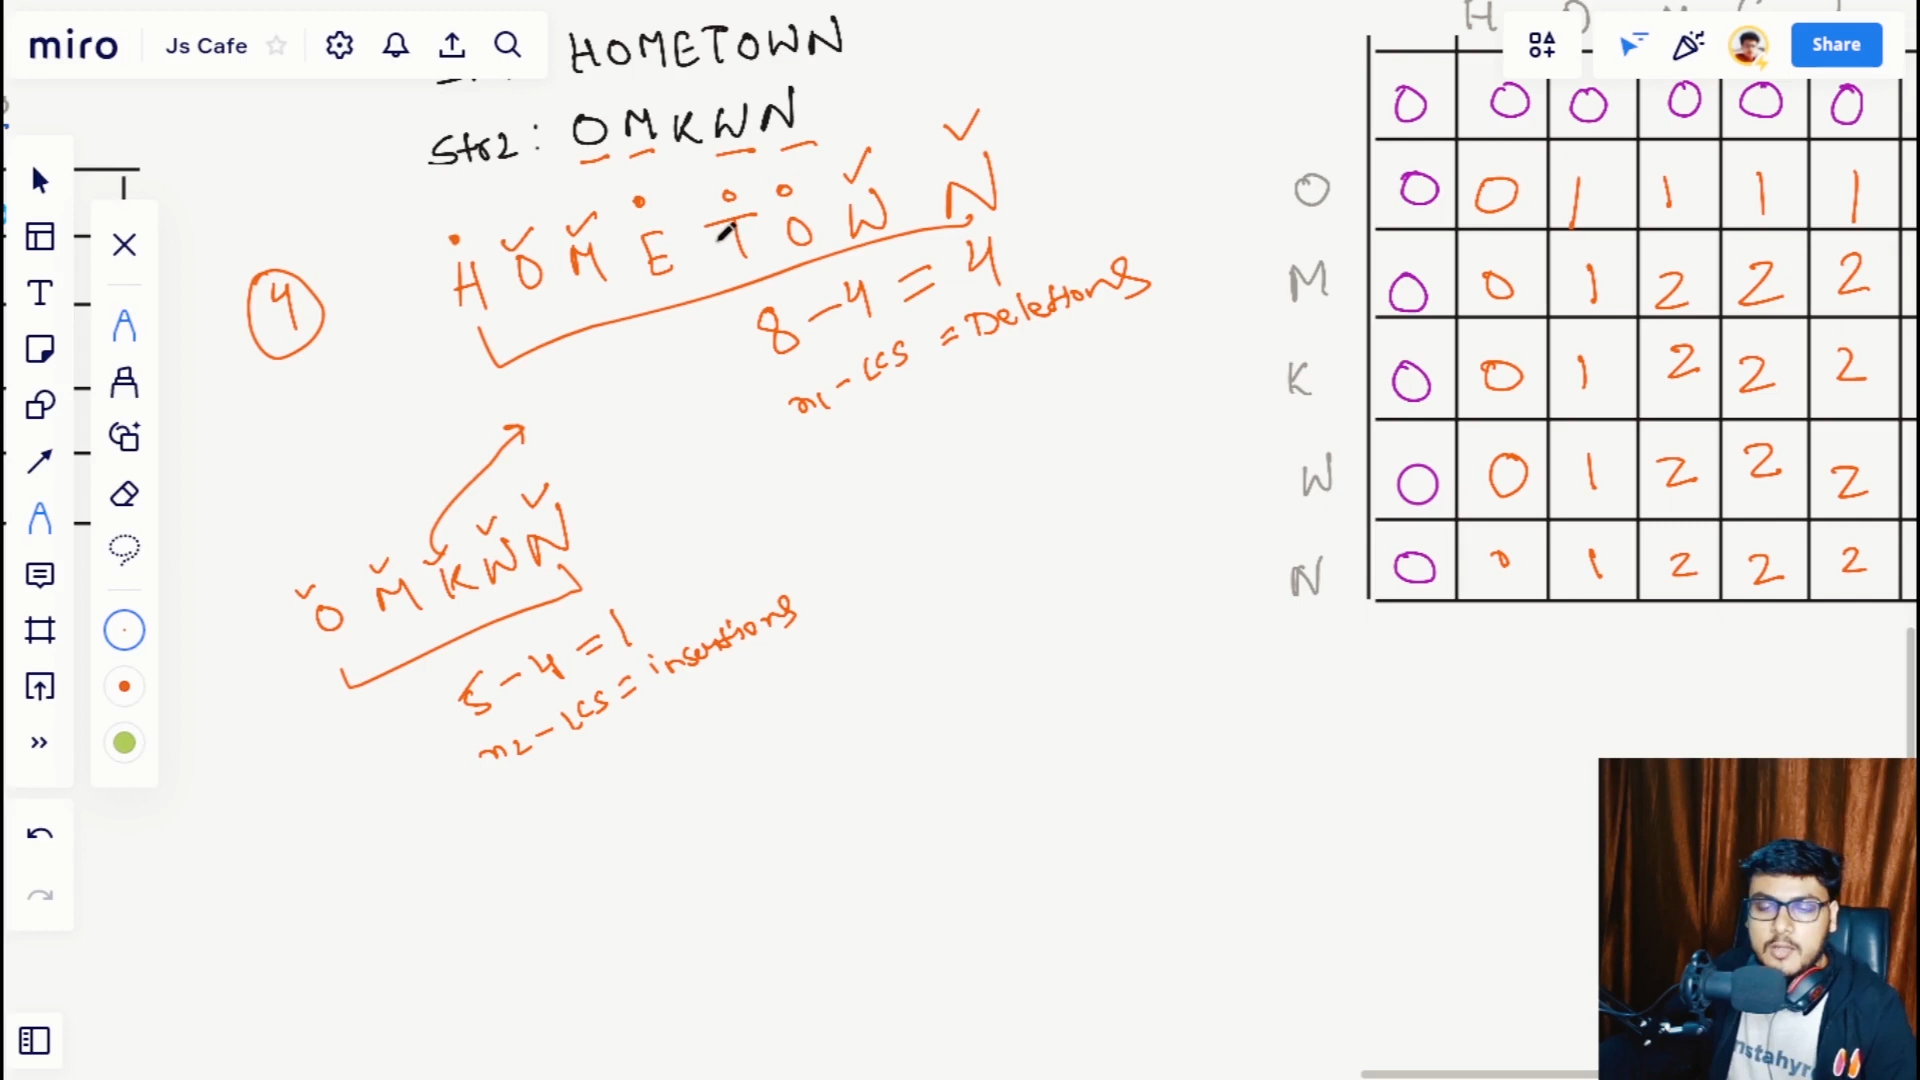 miro Js Cafe
Share
HOMETOWN
Str2 : OMKWN
H O M E T O W N
4
8 - 4 = 4
n1 - LCS = Deletions
O M K W N
5 - 4 = 1
n2 - LCS = insertions
H O M
0 0 0 0 0 0
O 0 0 1 1 1 1
M 0 0 1 2 2 2
K 0 0 1 2 2 2
W 0 0 1 2 2 2
N 0 0 1 2 2 2
nstahyr